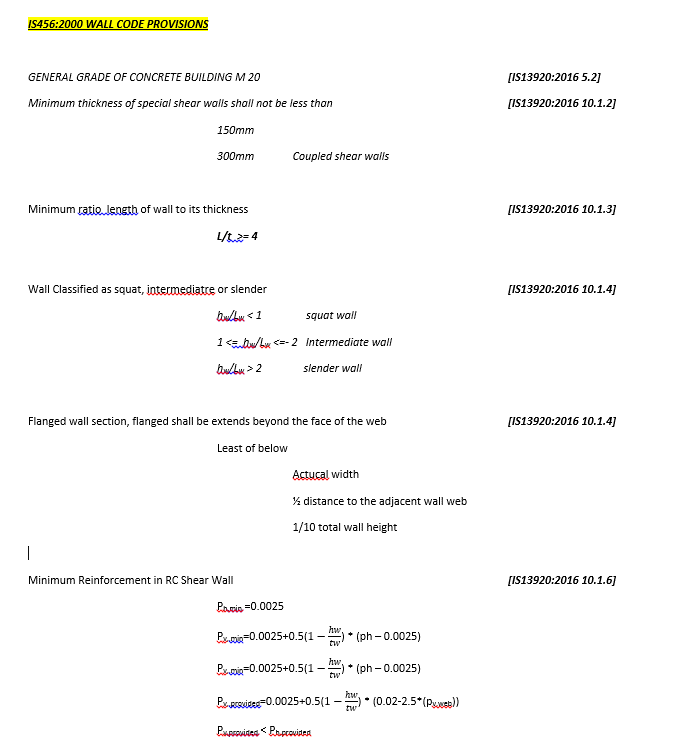 IS456:2000 WALL CODE PROVISIONS
GENERAL GRADE OF CONCRETE BUILDING M 20 [IS13920:2016 5.2]
Minimum thickness of special shear walls shall not be less than [IS13920:2016 10.1.2]
150mm
300mm Coupled shear walls
Minimum ratio length of wall to its thickness [IS13920:2016 10.1.3]
L/t >= 4
Wall Classified as squat, intermediatre or slender [IS13920:2016 10.1.4]
hw/Lw < 1 squat wall
1 <= hw/Lw <=- 2 Intermediate wall
hw/Lw > 2 slender wall
Flanged wall section, flanged shall be extends beyond the face of the web [IS13920:2016 10.1.4]
Least of below
Actucal width
½ distance to the adjacent wall web
1/10 total wall height
Minimum Reinforcement in RC Shear Wall [IS13920:2016 10.1.6]
Ph,min =0.0025
Pv,min=0.0025+0.5(1 − hw/tw) * (ph – 0.0025)
Pv,min=0.0025+0.5(1 − hw/tw) * (ph – 0.0025)
Pv,provided=0.0025+0.5(1 − hw/tw) * (0.02-2.5*(pv,web))
Pv,provided < Ph,provided